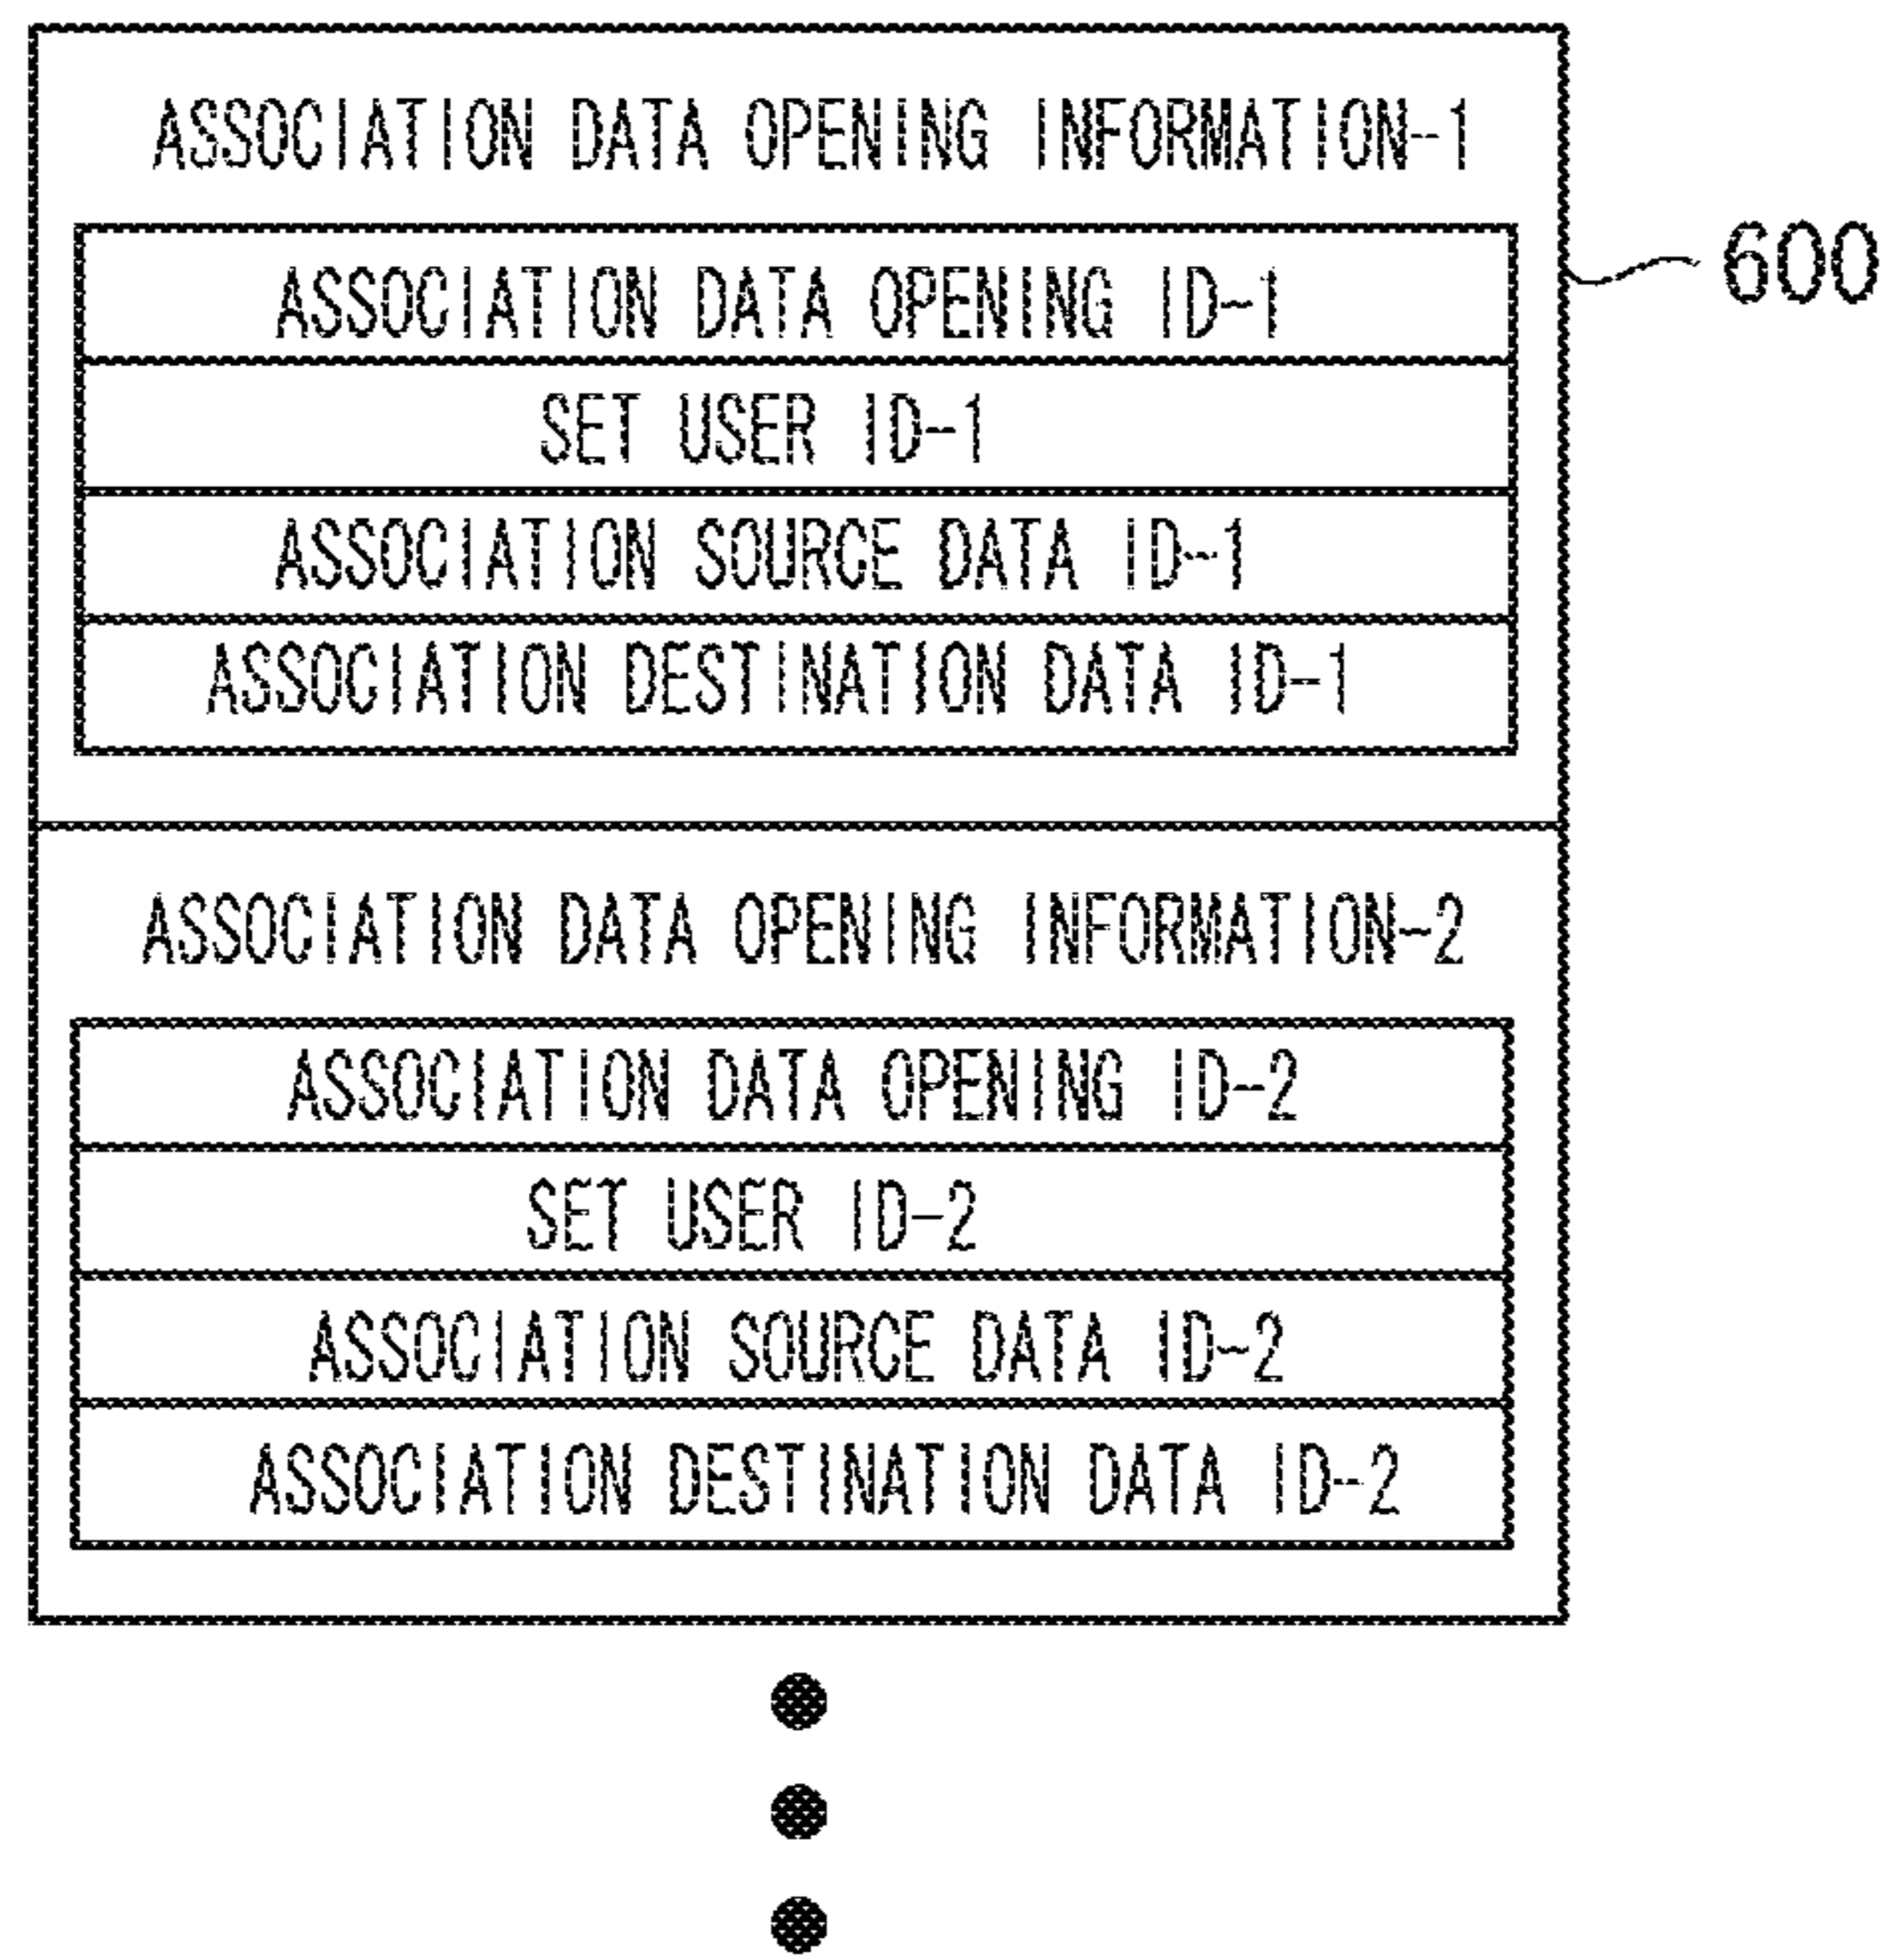 ASSOCIATION DATA OPENING INFORMATION-1
ASSOCIATION DATA OPENING ID-1
600
SET USER ID-1
ASSOCIATION SOURCE DATA ID-1
ASSOCIATION DESTINATION DATA ID-1
ASSOCIATION DATA OPENING INFORMATION-2
ASSOCIATION DATA OPENING ID-2
SET USER ID-2
ASSOCIATION SOURCE DATA ID-2
ASSOCIATION DESTINATION DATA ID-2